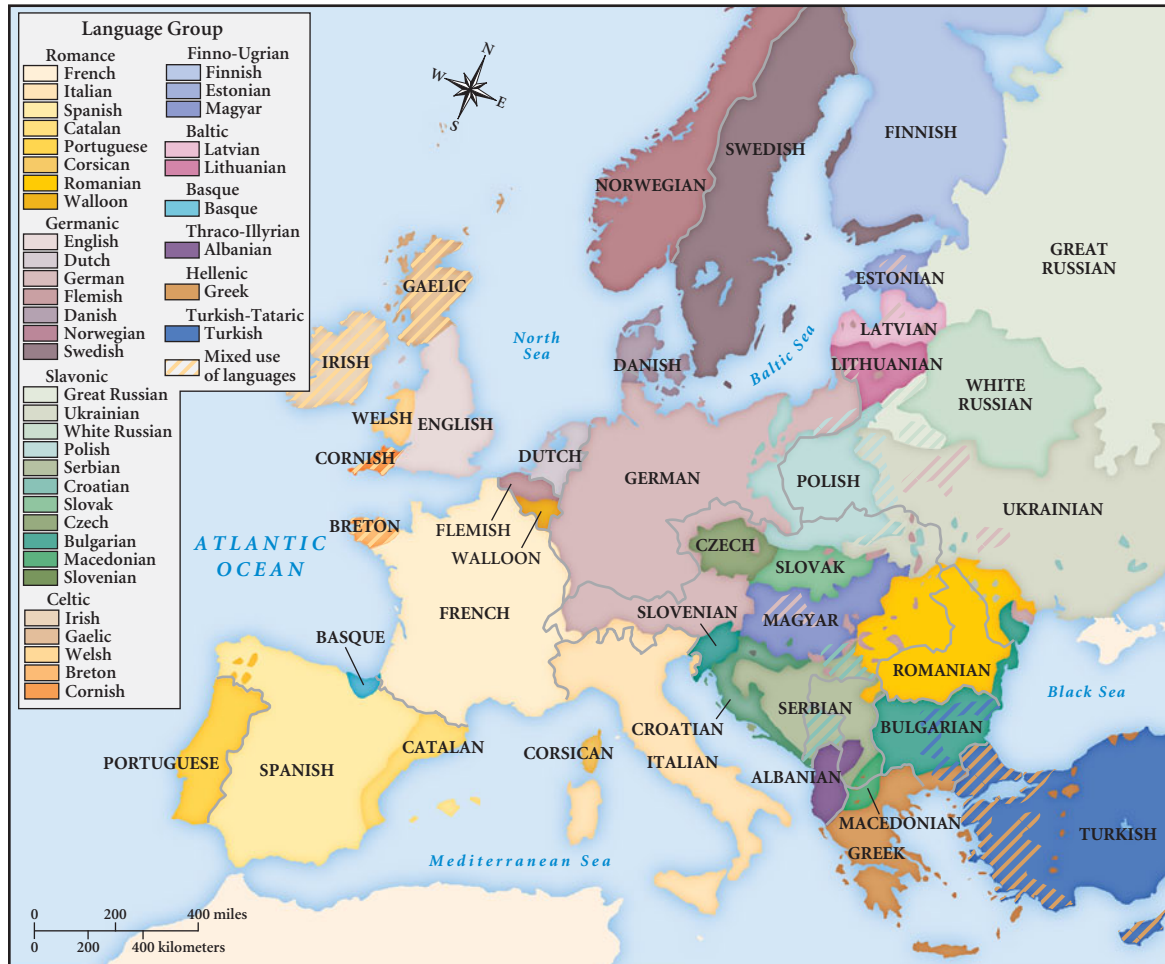 Language Group
Romance
French
Italian
Spanish
Catalan
Portuguese
Corsican
Romanian
Walloon
Germanic
English
Dutch
German
Flemish
Danish
Norwegian
Swedish
Slavonic
Great Russian
Ukrainian
White Russian
Polish
Serbian
Croatian
Slovak
Czech
Bulgarian
Macedonian
Slovenian
Celtic
Irish
Gaelic
Welsh
Breton
Cornish
Finno-Ugrian
Finnish
Estonian
Magyar
Baltic
Latvian
Lithuanian
Basque
Basque
Thraco-Illyrian
Albanian
Hellenic
Greek
Turkish-Tataric
Turkish
Mixed use
of languages
N
W
E
S
FINNISH
SWEDISH
NORWEGIAN
GREAT
RUSSIAN
ESTONIAN
GAELIC
North
Sea
Baltic Sea
LATVIAN
IRISH
DANISH
LITHUANIAN
WHITE
RUSSIAN
WELSH
ENGLISH
CORNISH
DUTCH
GERMAN
POLISH
UKRAINIAN
BRETON
FLEMISH
WALLOON
CZECH
SLOVAK
ATLANTIC
OCEAN
FRENCH
SLOVENIAN
MAGYAR
BASQUE
ROMANIAN
Black Sea
SERBIAN
CROATIAN
BULGARIAN
PORTUGUESE
SPANISH
CATALAN
CORSICAN
ITALIAN
ALBANIAN
MACEDONIAN
GREEK
TURKISH
Mediterranean Sea
0 200 400 miles
0 200 400 kilometers